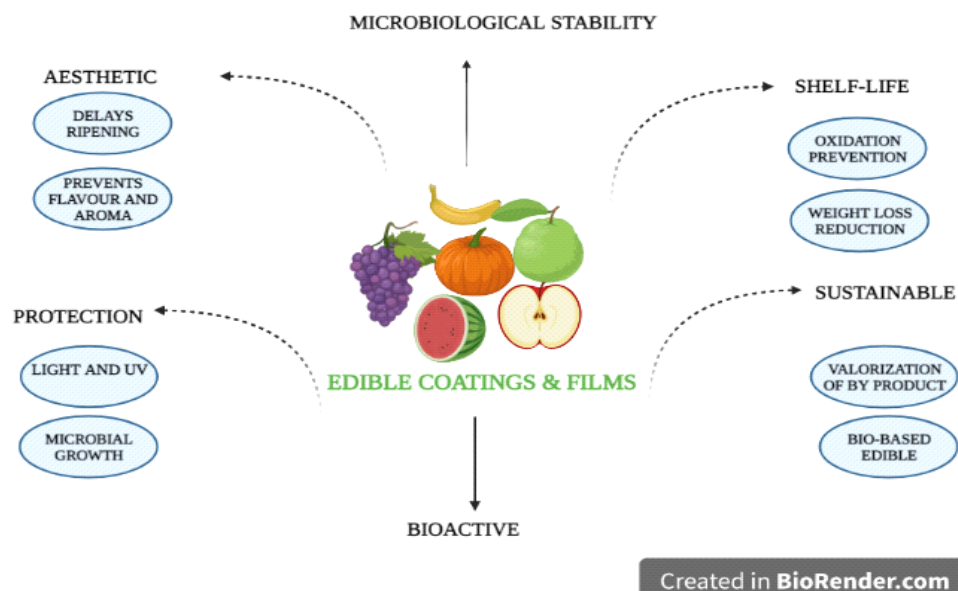 MICROBIOLOGICAL STABILITY
AESTHETIC
DELAYS
RIPENING
PREVENTS
FLAVOUR AND
AROMA
SHELF-LIFE
OXIDATION
PREVENTION
WEIGHT LOSS
REDUCTION
PROTECTION
LIGHT AND UV
MICROBIAL
GROWTH
SUSTAINABLE
VALORIZATION
OF BY PRODUCT
BIO-BASED
EDIBLE
EDIBLE COATINGS & FILMS
BIOACTIVE
Created in BioRender.com